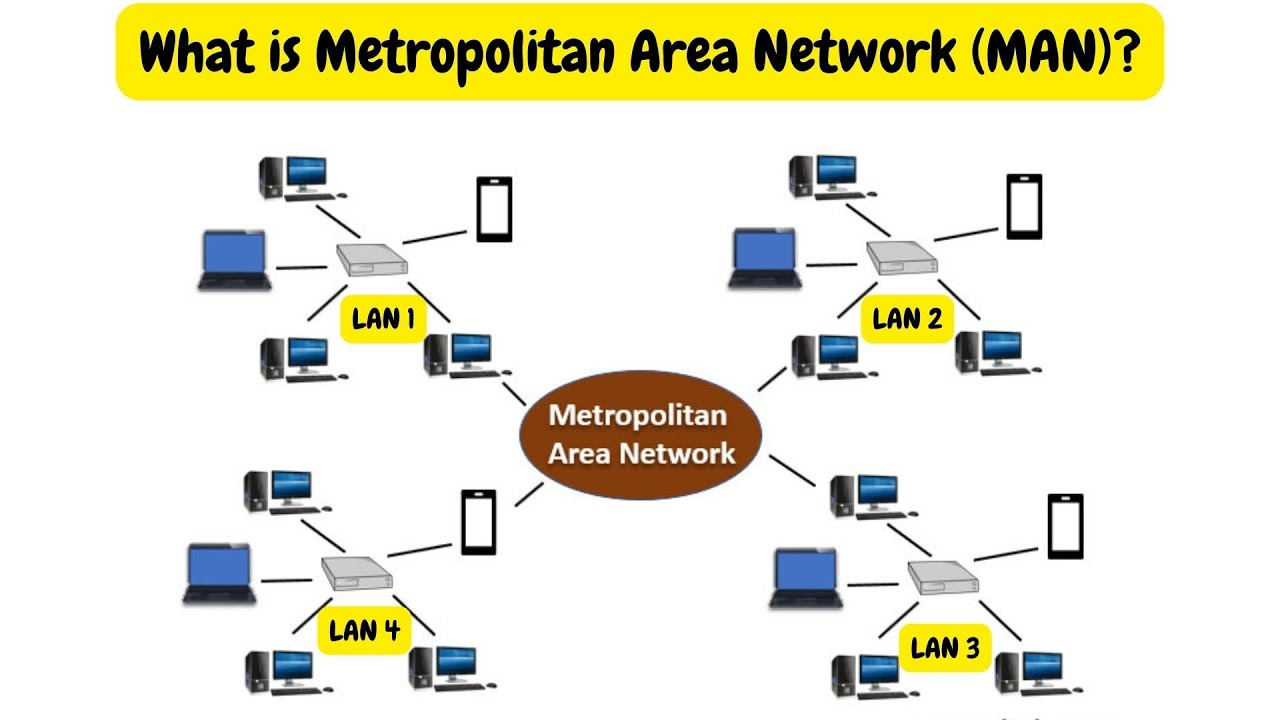 What is Metropolitan Area Network (MAN)?
LAN 1
LAN 2
Metropolitan
Area Network
LAN 4
LAN 3